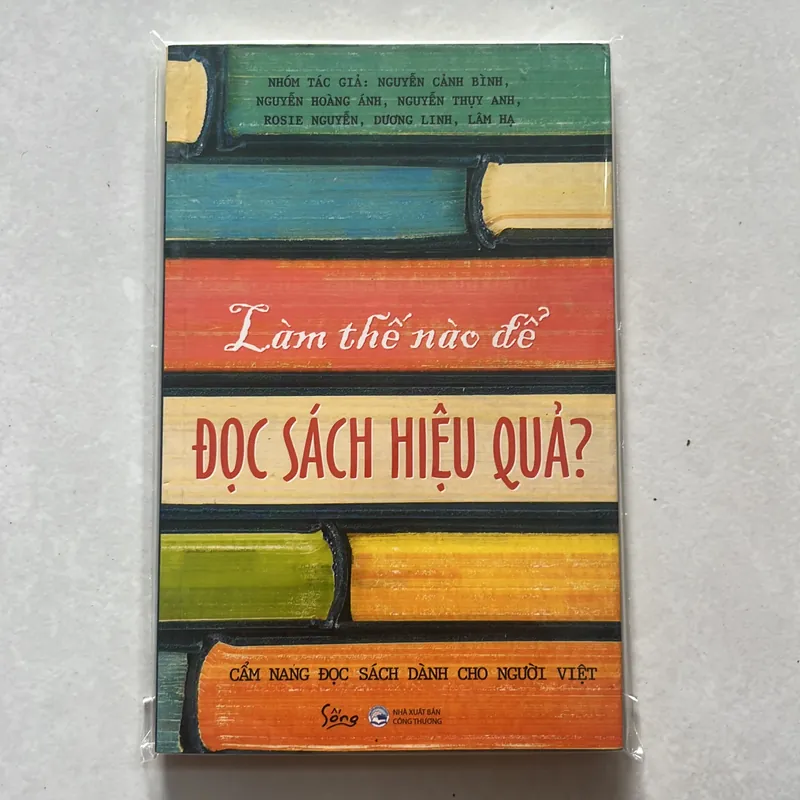 NHÓM TÁC GIẢ: NGUYỄN CẢNH BÌNH,
NGUYỄN HOÀNG ÁNH, NGUYỄN THỤY ANH,
ROSIE NGUYỄN, DƯƠNG LINH, LÂM HẠ
Làm thế nào để
ĐỌC SÁCH HIỆU QUẢ?
CẨM NANG ĐỌC SÁCH DÀNH CHO NGƯỜI VIỆT
Sống
NHÀ XUẤT BẢN
CÔNG THƯƠNG